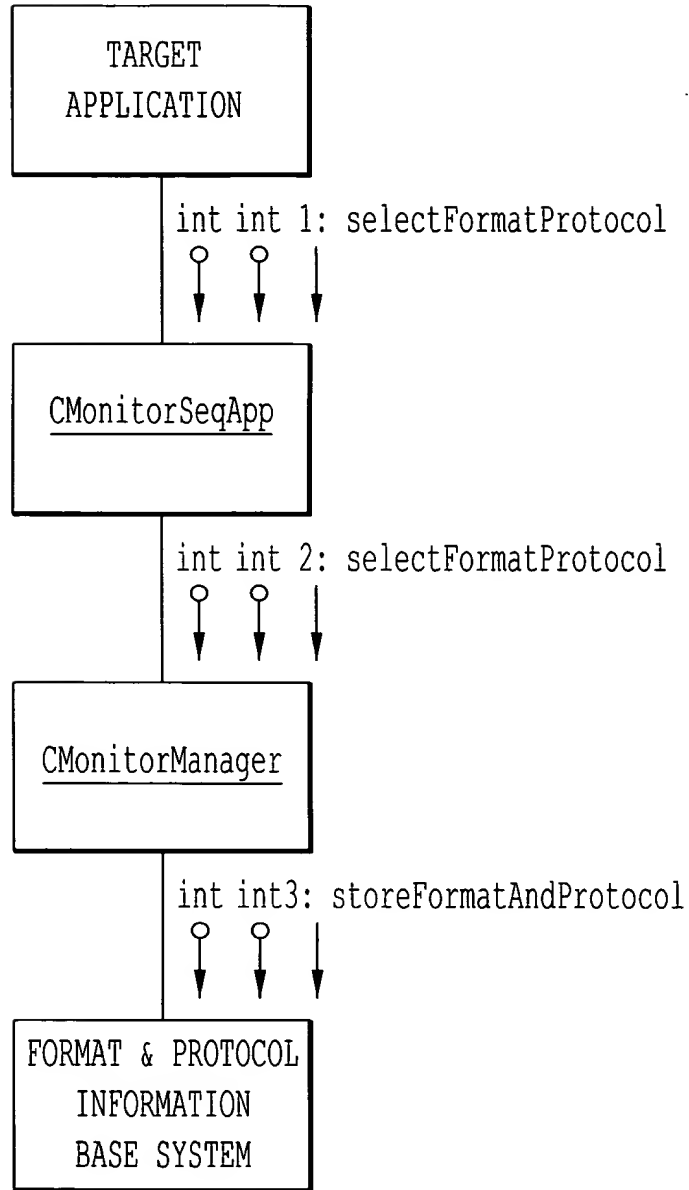 TARGET
APPLICATION
int int 1: selectFormatProtocol
CMonitorSeqApp
int int 2: selectFormatProtocol
CMonitorManager
int int3: storeFormatAndProtocol
FORMAT & PROTOCOL
INFORMATION
BASE SYSTEM